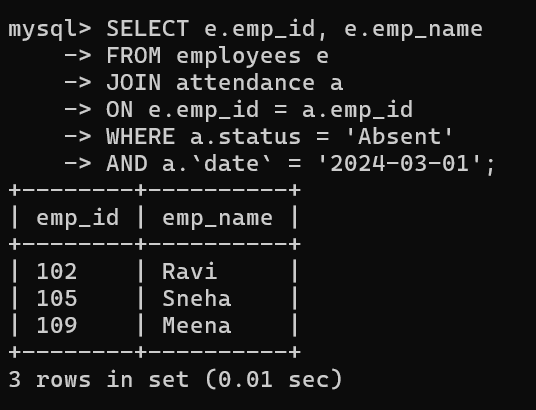 mysql> SELECT e.emp_id, e.emp_name
    -> FROM employees e
    -> JOIN attendance a
    -> ON e.emp_id = a.emp_id
    -> WHERE a.status = 'Absent'
    -> AND a.`date` = '2024-03-01';
+--------+----------+
| emp_id | emp_name |
+--------+----------+
| 102    | Ravi     |
| 105    | Sneha    |
| 109    | Meena    |
+--------+----------+
3 rows in set (0.01 sec)